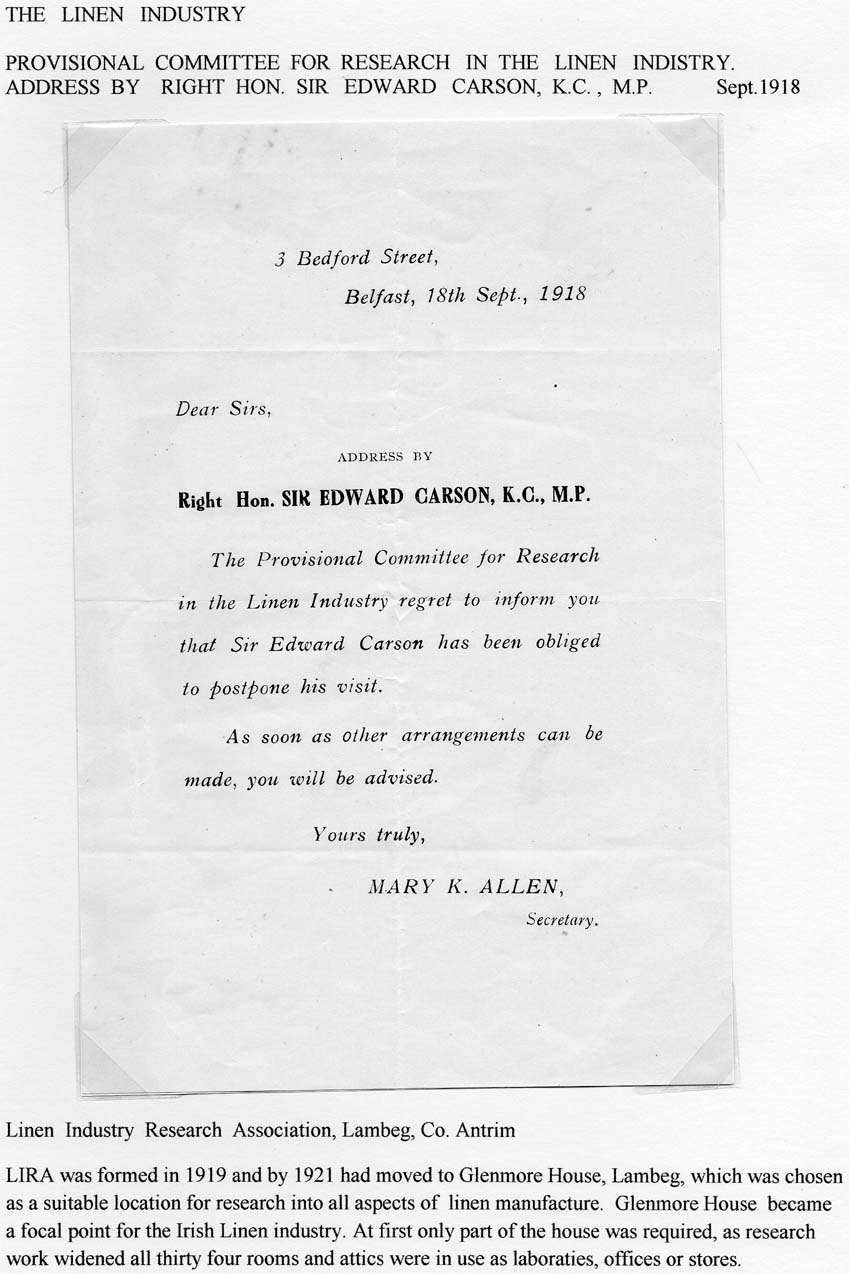 THE LINEN INDUSTRY
PROVISIONAL COMMITTEE FOR RESEARCH IN THE LINEN INDISTRY.
ADDRESS BY RIGHT HON. SIR EDWARD CARSON, K.C. , M.P. Sept.1918
3 Bedford Street,
Belfast, 18th Sept., 1918
Dear Sirs,
ADDRESS BY
Right Hon. SIR EDWARD CARSON, K.C., M.P.
The Provisional Committee for Research
in the Linen Industry regret to inform you
that Sir Edward Carson has been obliged
to postpone his visit.
As soon as other arrangements can be
made, you will be advised.
Yours truly,
MARY K. ALLEN,
Secretary.
Linen Industry Research Association, Lambeg, Co. Antrim
LIRA was formed in 1919 and by 1921 had moved to Glenmore House, Lambeg, which was chosen
as a suitable location for research into all aspects of linen manufacture. Glenmore House became
a focal point for the Irish Linen industry. At first only part of the house was required, as research
work widened all thirty four rooms and attics were in use as laboraties, offices or stores.